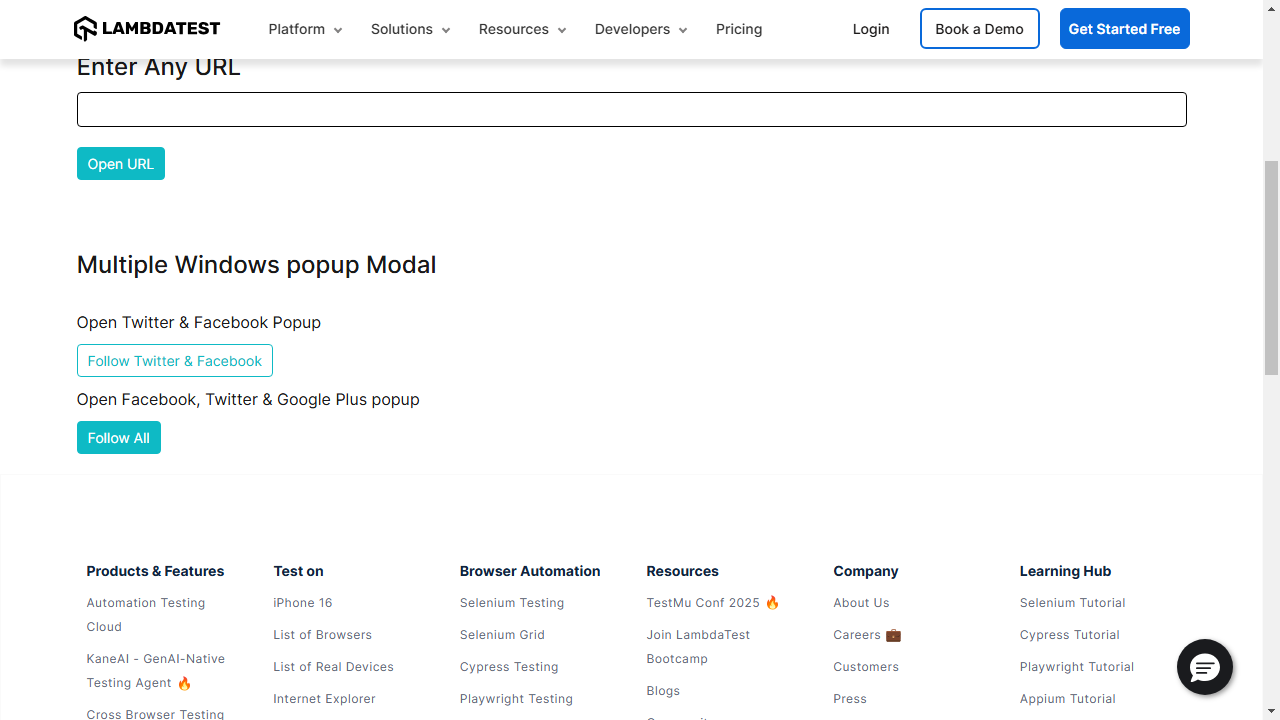 LAMBDATEST Platform Solutions Resources Developers Pricing Login Book a Demo Get Started Free
Enter Any URL
Open URL
Multiple Windows popup Modal
Open Twitter & Facebook Popup
Follow Twitter & Facebook
Open Facebook, Twitter & Google Plus popup
Follow All
Products & Features
Automation Testing
Cloud
KaneAI - GenAI-Native
Testing Agent 🔥
Cross Browser Testing
Test on
iPhone 16
List of Browsers
List of Real Devices
Internet Explorer
Browser Automation
Selenium Testing
Selenium Grid
Cypress Testing
Playwright Testing
Resources
TestMu Conf 2025 🔥
Join LambdaTest
Bootcamp
Blogs
Company
About Us
Careers 💼
Customers
Press
Learning Hub
Selenium Tutorial
Cypress Tutorial
Playwright Tutorial
Appium Tutorial